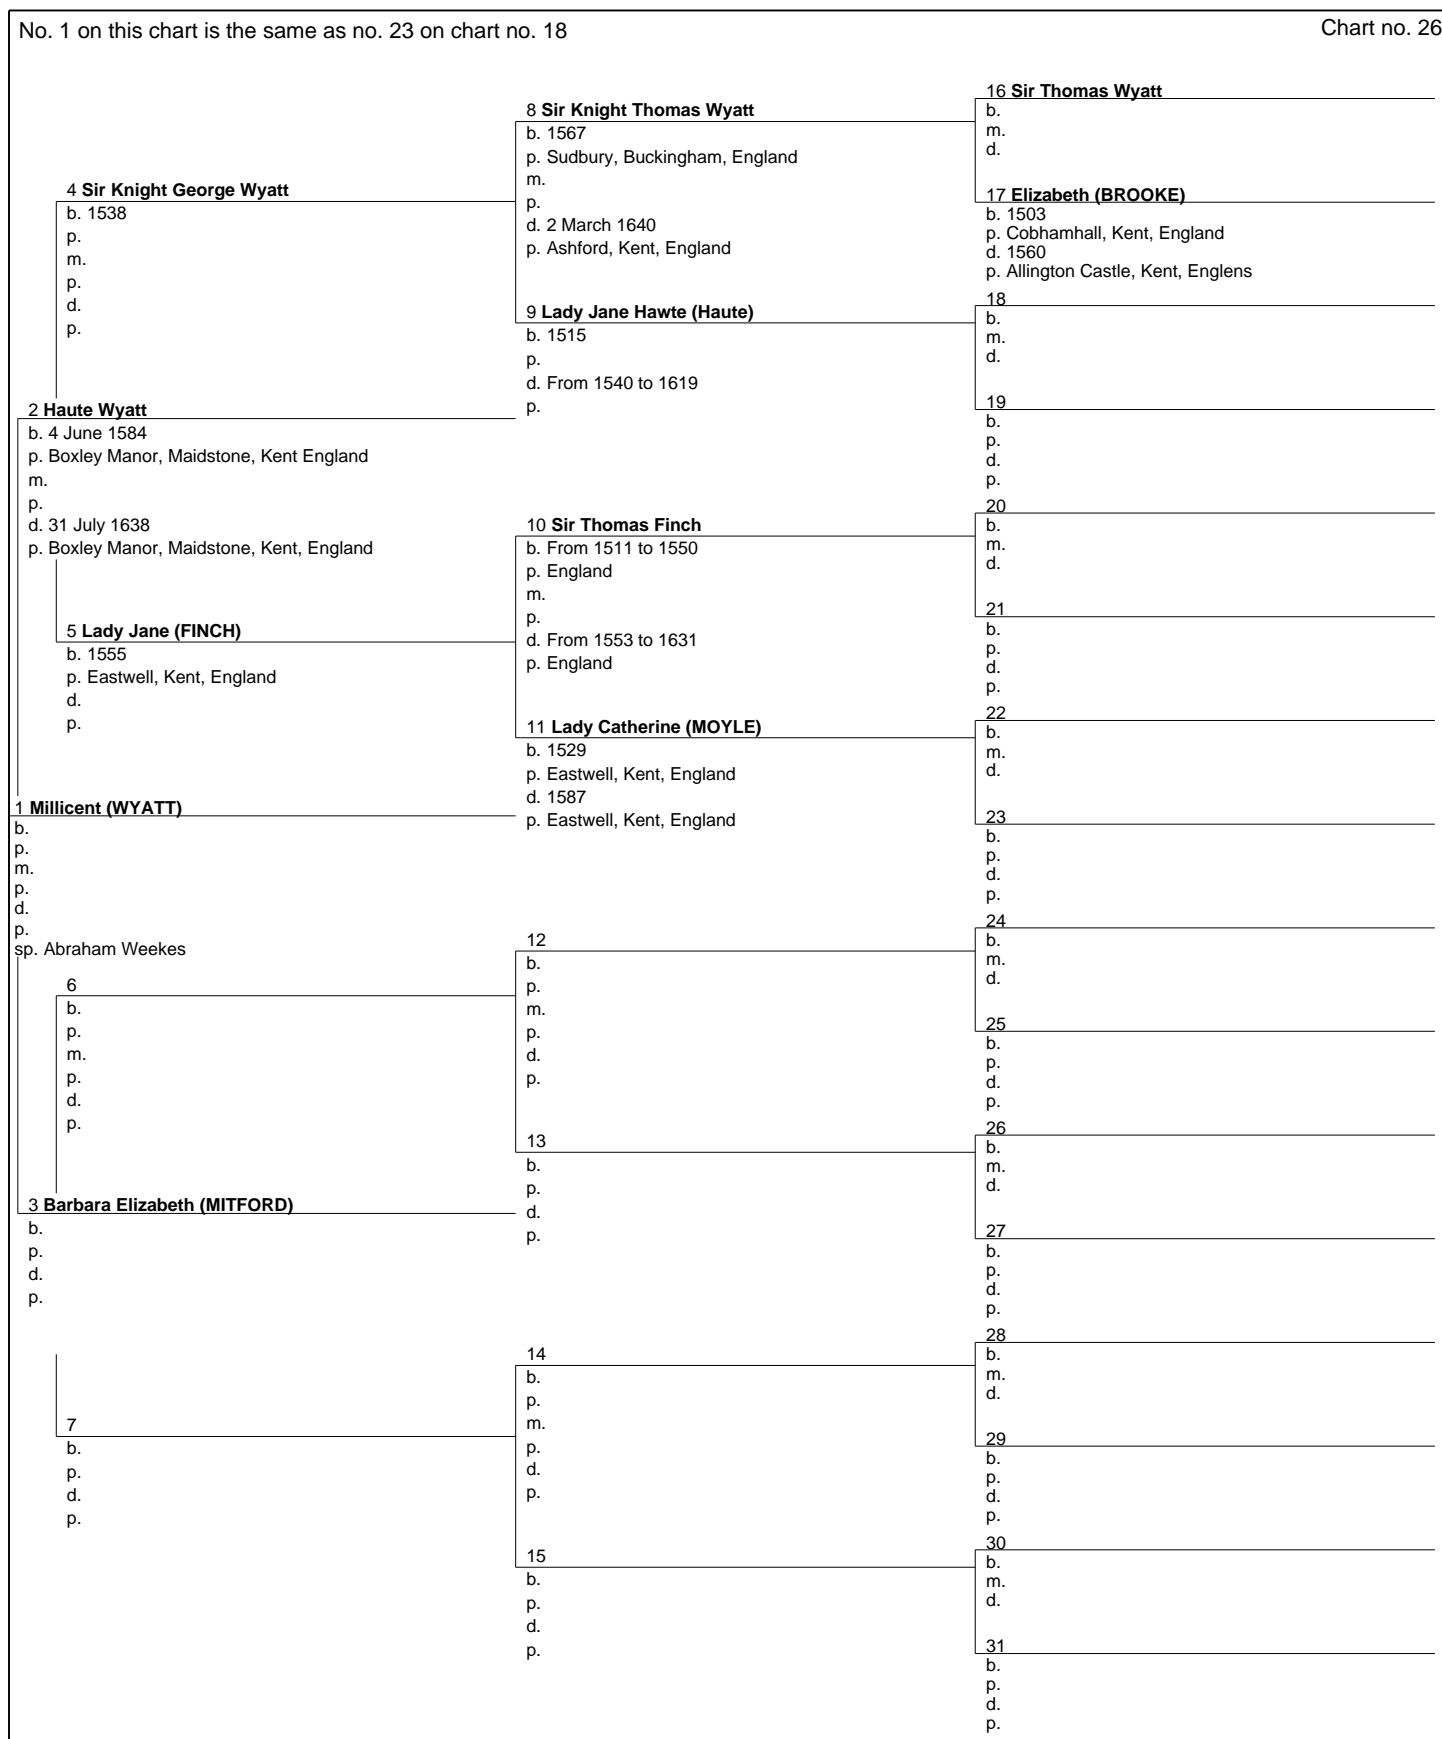 No. 1 on this chart is the same as no. 23 on chart no. 18
Chart no. 26
16 Sir Thomas Wyatt
b.
m.
d.
8 Sir Knight Thomas Wyatt
b. 1567
p. Sudbury, Buckingham, England
m.
p.
d. 2 March 1640
p. Ashford, Kent, England
17 Elizabeth (BROOKE)
b. 1503
p. Cobhamhall, Kent, England
d. 1560
p. Allington Castle, Kent, Englens
4 Sir Knight George Wyatt
b. 1538
p.
m.
p.
d.
p.
18
b.
m.
d.
9 Lady Jane Hawte (Haute)
b. 1515
p.
d. From 1540 to 1619
p.
19
b.
p.
d.
p.
2 Haute Wyatt
b. 4 June 1584
p. Boxley Manor, Maidstone, Kent England
m.
p.
d. 31 July 1638
p. Boxley Manor, Maidstone, Kent, England
20
b.
m.
d.
10 Sir Thomas Finch
b. From 1511 to 1550
p. England
m.
p.
d. From 1553 to 1631
p. England
21
b.
p.
d.
p.
5 Lady Jane (FINCH)
b. 1555
p. Eastwell, Kent, England
d.
p.
22
b.
m.
d.
11 Lady Catherine (MOYLE)
b. 1529
p. Eastwell, Kent, England
d. 1587
p. Eastwell, Kent, England
23
b.
p.
d.
p.
1 Millicent (WYATT)
b.
p.
m.
p.
d.
p.
sp. Abraham Weekes
24
b.
m.
d.
12
b.
p.
m.
p.
d.
p.
25
b.
p.
d.
p.
6
b.
p.
m.
p.
d.
p.
26
b.
m.
d.
13
b.
p.
d.
p.
27
b.
p.
d.
p.
3 Barbara Elizabeth (MITFORD)
b.
p.
d.
p.
28
b.
m.
d.
14
b.
p.
m.
p.
d.
p.
29
b.
p.
d.
p.
7
b.
p.
d.
p.
30
b.
m.
d.
15
b.
p.
d.
p.
31
b.
p.
d.
p.